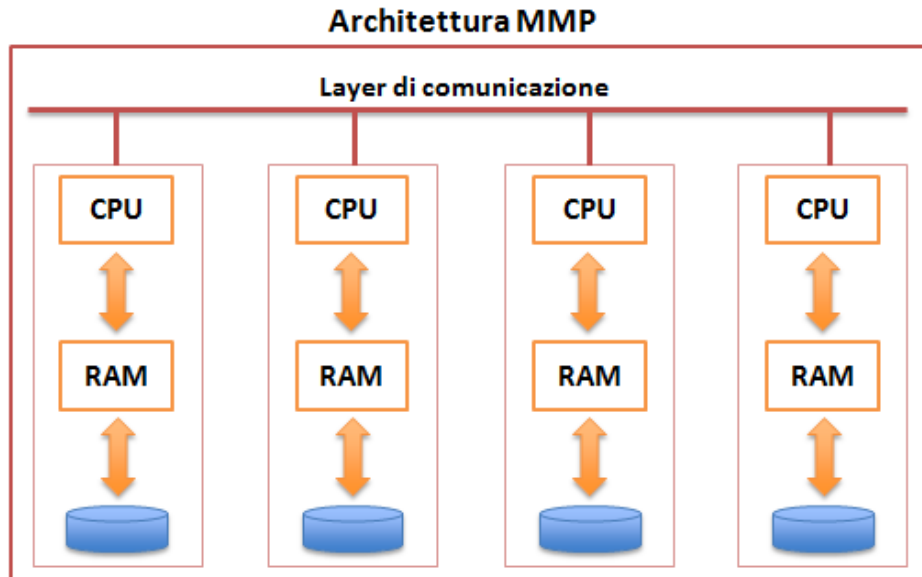 Architettura MMP
Layer di comunicazione
CPU CPU CPU CPU
RAM RAM RAM RAM